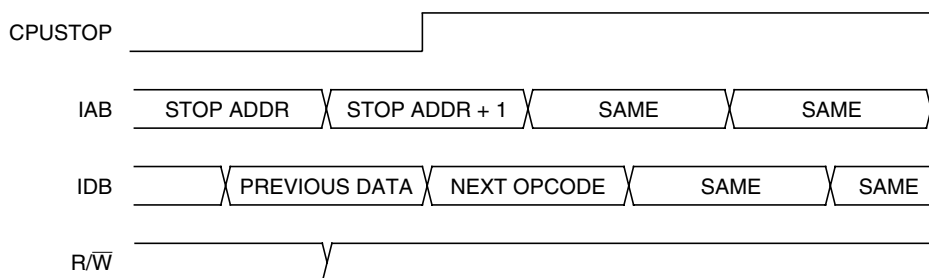 CPUSTOP
IAB STOP ADDR STOP ADDR + 1 SAME SAME
IDB PREVIOUS DATA NEXT OPCODE SAME SAME
R/W̅